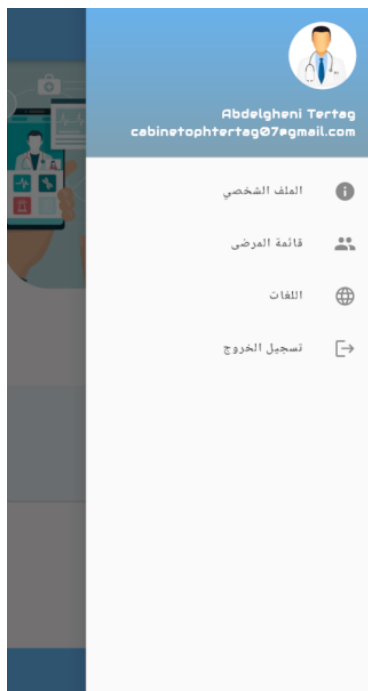 Abdelgheni Tertag
cabinetophtertag07@gmail.com
الملف الشخصي
قائمة المرضى
اللغات
تسجيل الخروج